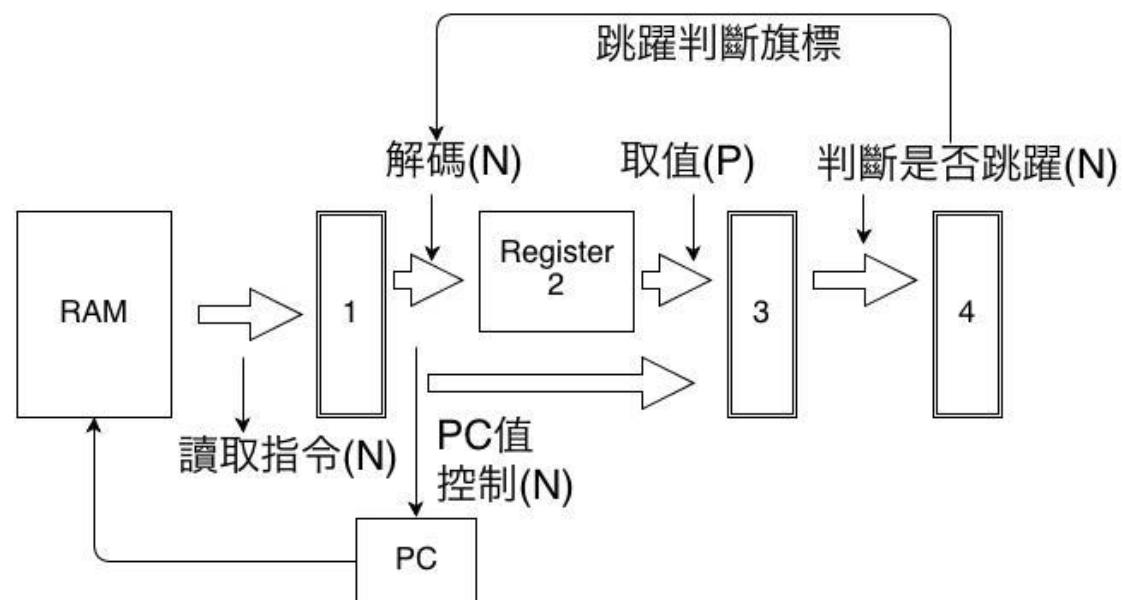 跳躍判斷旗標
解碼(N)
取值(P)
判斷是否跳躍(N)
RAM
1
Register
2
3
4
讀取指令(N)
PC值
控制(N)
PC